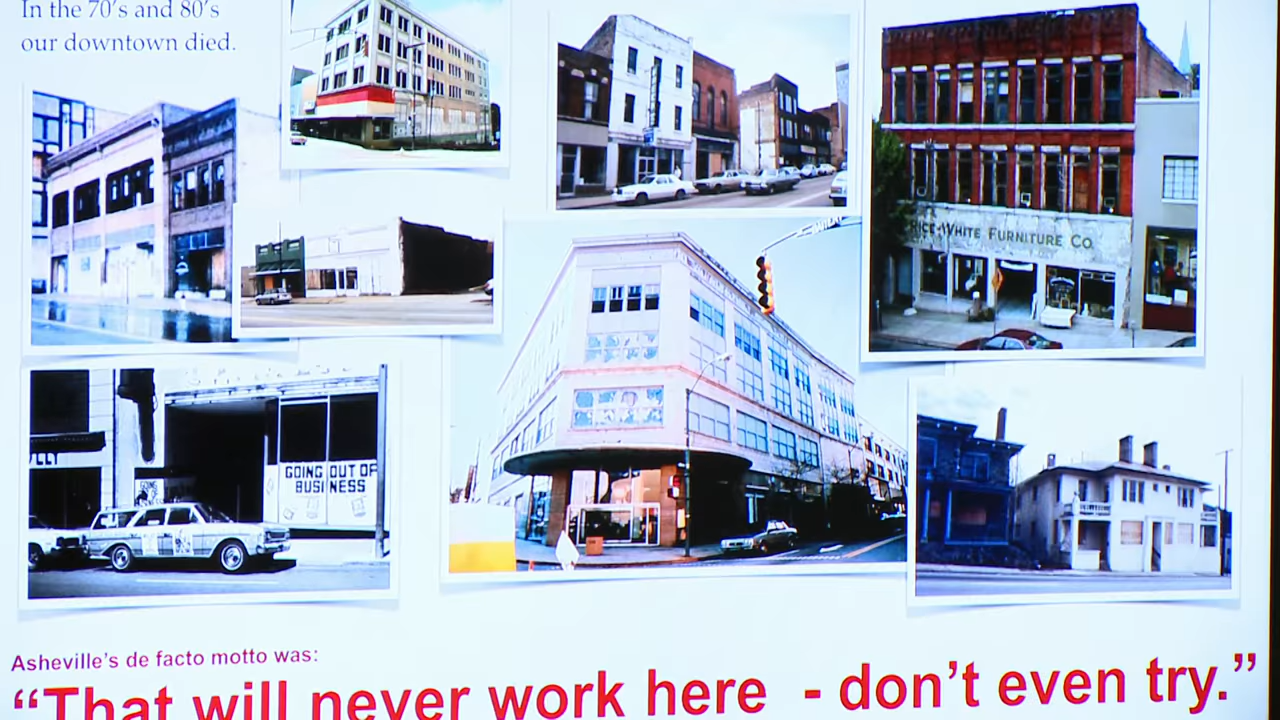 In the 70's and 80's
our downtown died.
RICE-WHITE FURNITURE CO.
GOING OUT OF
BUSINESS
Asheville's de facto motto was:
“That will never work here - don't even try.”